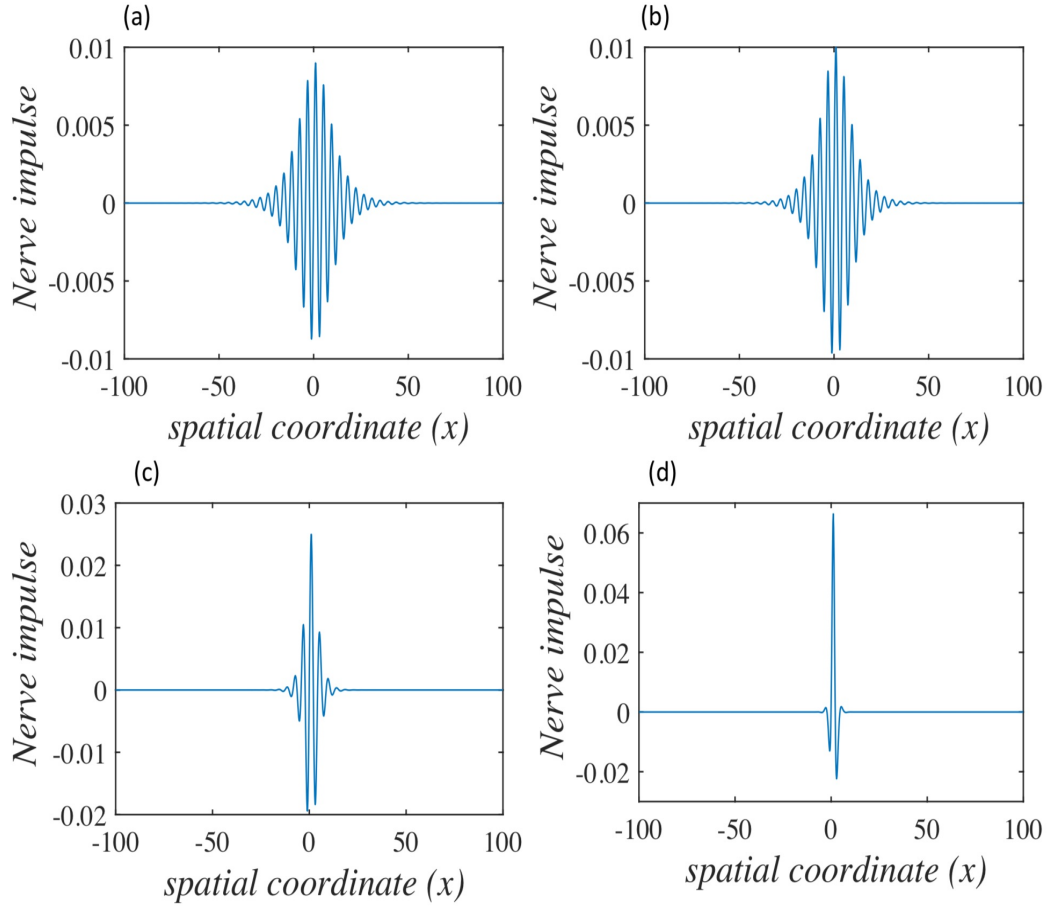 (a)
0.01
0.005
0
-0.005
-0.01
Nerve impulse
-100 -50 0 50 100
spatial coordinate (x)
(b)
0.01
0.005
0
-0.005
-0.01
Nerve impulse
-100 -50 0 50 100
spatial coordinate (x)
(c)
0.03
0.02
0.01
0
-0.01
-0.02
Nerve impulse
-100 -50 0 50 100
spatial coordinate (x)
(d)
0.06
0.04
0.02
0
-0.02
Nerve impulse
-100 -50 0 50 100
spatial coordinate (x)